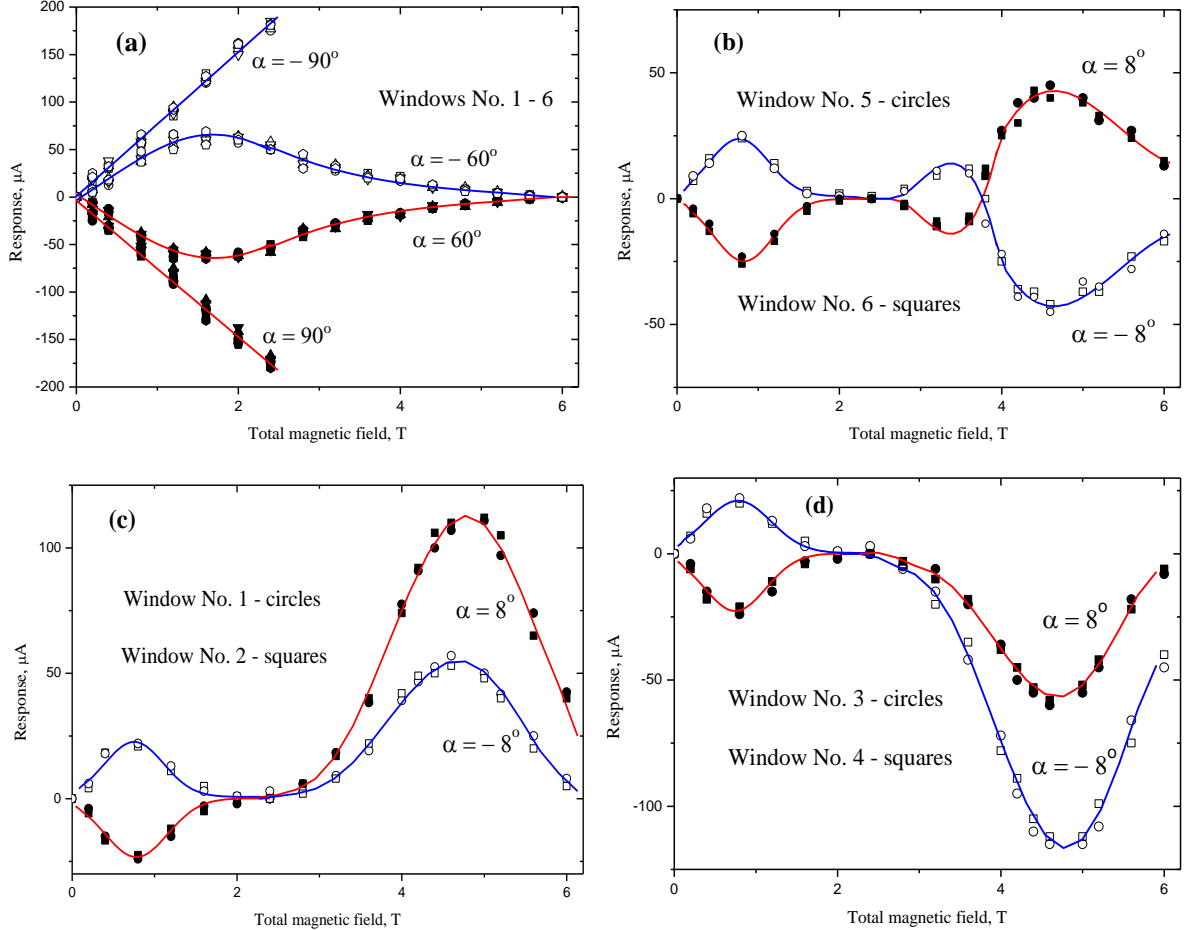 (a)
α = – 90°
Windows No. 1 - 6
α = – 60°
α = 60°
α = 90°
Response, μA
200
150
100
50
0
-50
-100
-150
-200
0 2 4 6
Total magnetic field, T
(b)
α = 8°
Window No. 5 - circles
Window No. 6 - squares
α = – 8°
Response, μA
50
0
-50
0 2 4 6
Total magnetic field, T
(c)
Window No. 1 - circles
α = 8°
Window No. 2 - squares
α = – 8°
Response, μA
100
50
0
0 2 4 6
Total magnetic field, T
(d)
α = 8°
Window No. 3 - circles
Window No. 4 - squares
α = – 8°
Response, μA
0
-50
-100
0 2 4 6
Total magnetic field, T